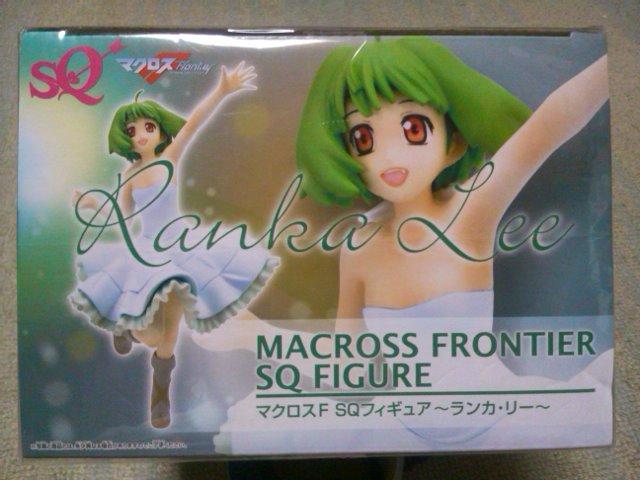 SQ
マクロスF Frontier
Ranka Lee
MACROSS FRONTIER
SQ FIGURE
マクロスF SQフィギュア〜ランカ・リー〜